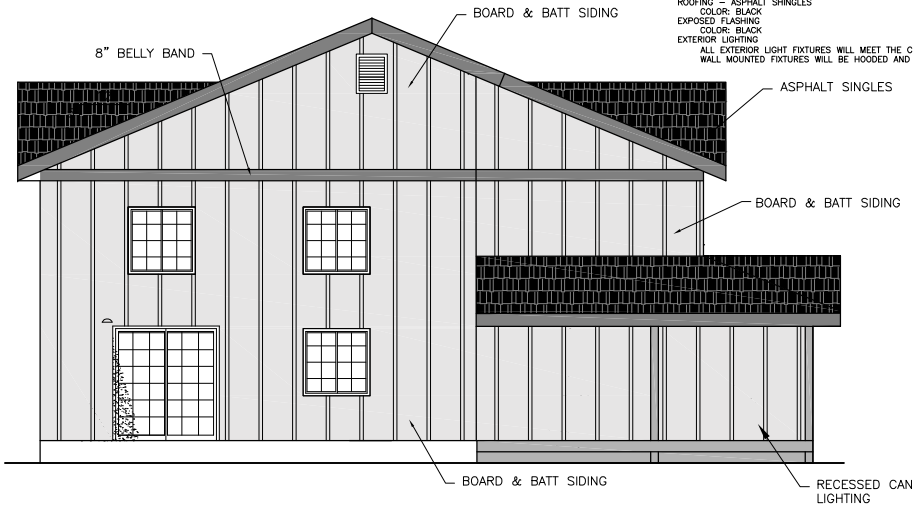 ROOFING – ASPHALT SHINGLES
COLOR: BLACK
EXPOSED FLASHING
COLOR: BLACK
EXTERIOR LIGHTING
ALL EXTERIOR LIGHT FIXTURES WILL MEET THE C
WALL MOUNTED FIXTURES WILL BE HOODED AND
BOARD & BATT SIDING
8" BELLY BAND
ASPHALT SINGLES
BOARD & BATT SIDING
BOARD & BATT SIDING
RECESSED CAN
LIGHTING